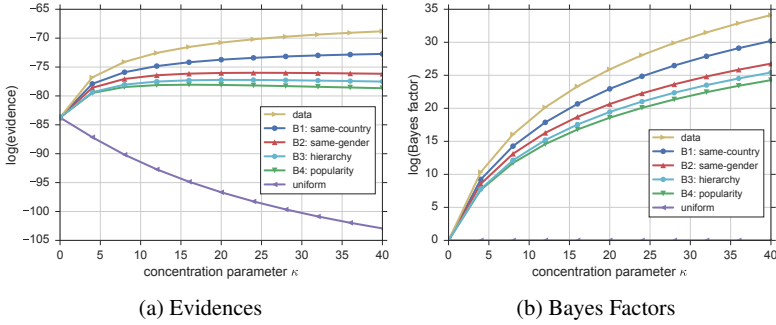 −65
−70
−75
−80
−85
−90
−95
−100
−105
log(evidence)
data
B1: same-country
B2: same-gender
B3: hierarchy
B4: popularity
uniform
0 5 10 15 20 25 30 35 40
concentration parameter κ
(a) Evidences
35
30
25
20
15
10
5
0
log(Bayes factor)
data
B1: same-country
B2: same-gender
B3: hierarchy
B4: popularity
uniform
0 5 10 15 20 25 30 35 40
concentration parameter κ
(b) Bayes Factors